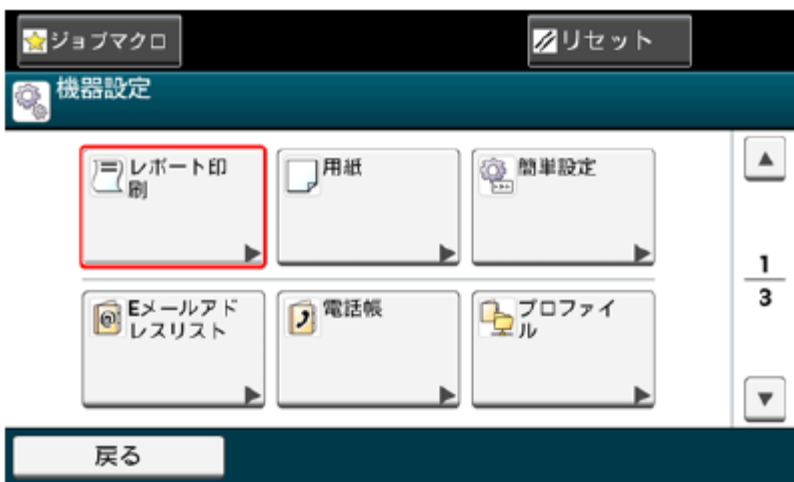 ジョブマクロ
リセット
機器設定
レポート印
刷
用紙
簡単設定
Eメールアド
レスリスト
電話帳
プロファイ
ル
1
3
戻る